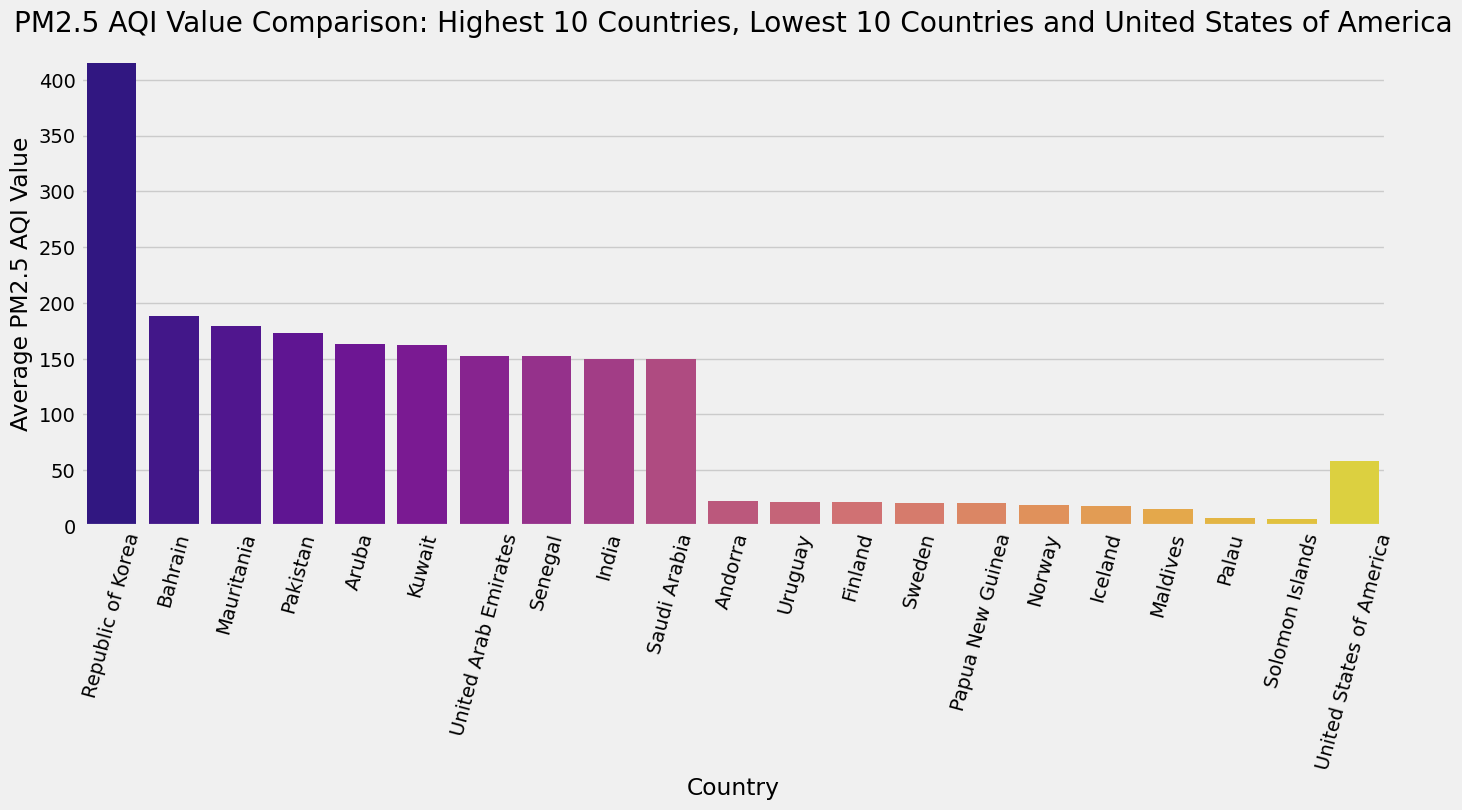 PM2.5 AQI Value Comparison: Highest 10 Countries, Lowest 10 Countries and United States of America
Average PM2.5 AQI Value
400
350
300
250
200
150
100
50
0
Republic of Korea
Bahrain
Mauritania
Pakistan
Aruba
Kuwait
United Arab Emirates
Senegal
India
Saudi Arabia
Andorra
Uruguay
Finland
Sweden
Papua New Guinea
Norway
Iceland
Maldives
Palau
Solomon Islands
United States of America
Country